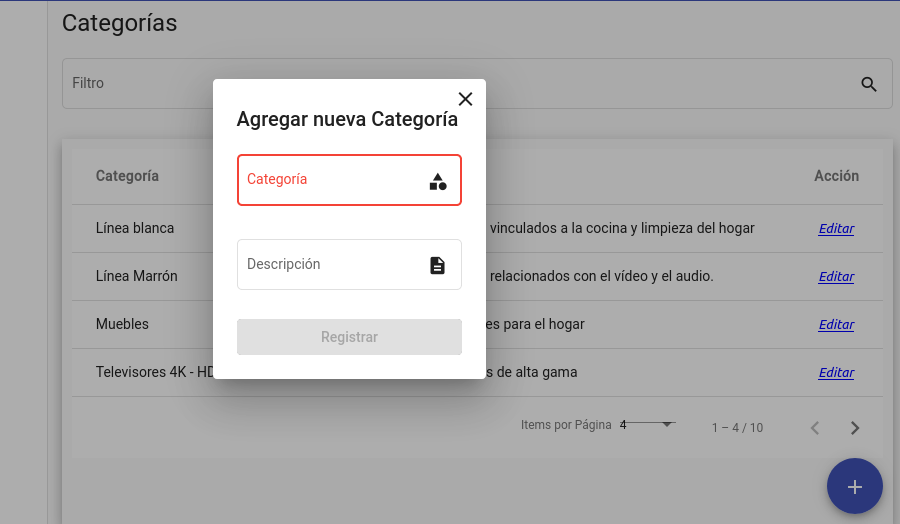 Categorías
Filtro
Agregar nueva Categoría
Categoría
Descripción
Registrar
Categoría Acción
Línea blanca vinculados a la cocina y limpieza del hogar Editar
Línea Marrón relacionados con el vídeo y el audio. Editar
Muebles es para el hogar Editar
Televisores 4K - HD s de alta gama Editar
Items por Página 4 1 – 4 / 10